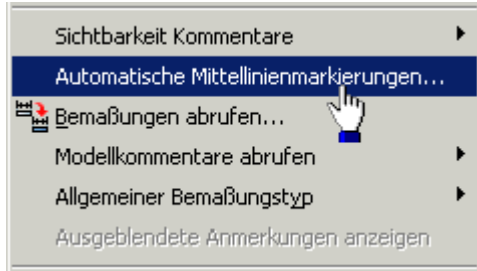 Sichtbarkeit Kommentare
Automatische Mittellinienmarkierungen...
Bemaßungen abrufen...
Modellkommentare abrufen
Allgemeiner Bemaßungstyp
Ausgeblendete Anmerkungen anzeigen